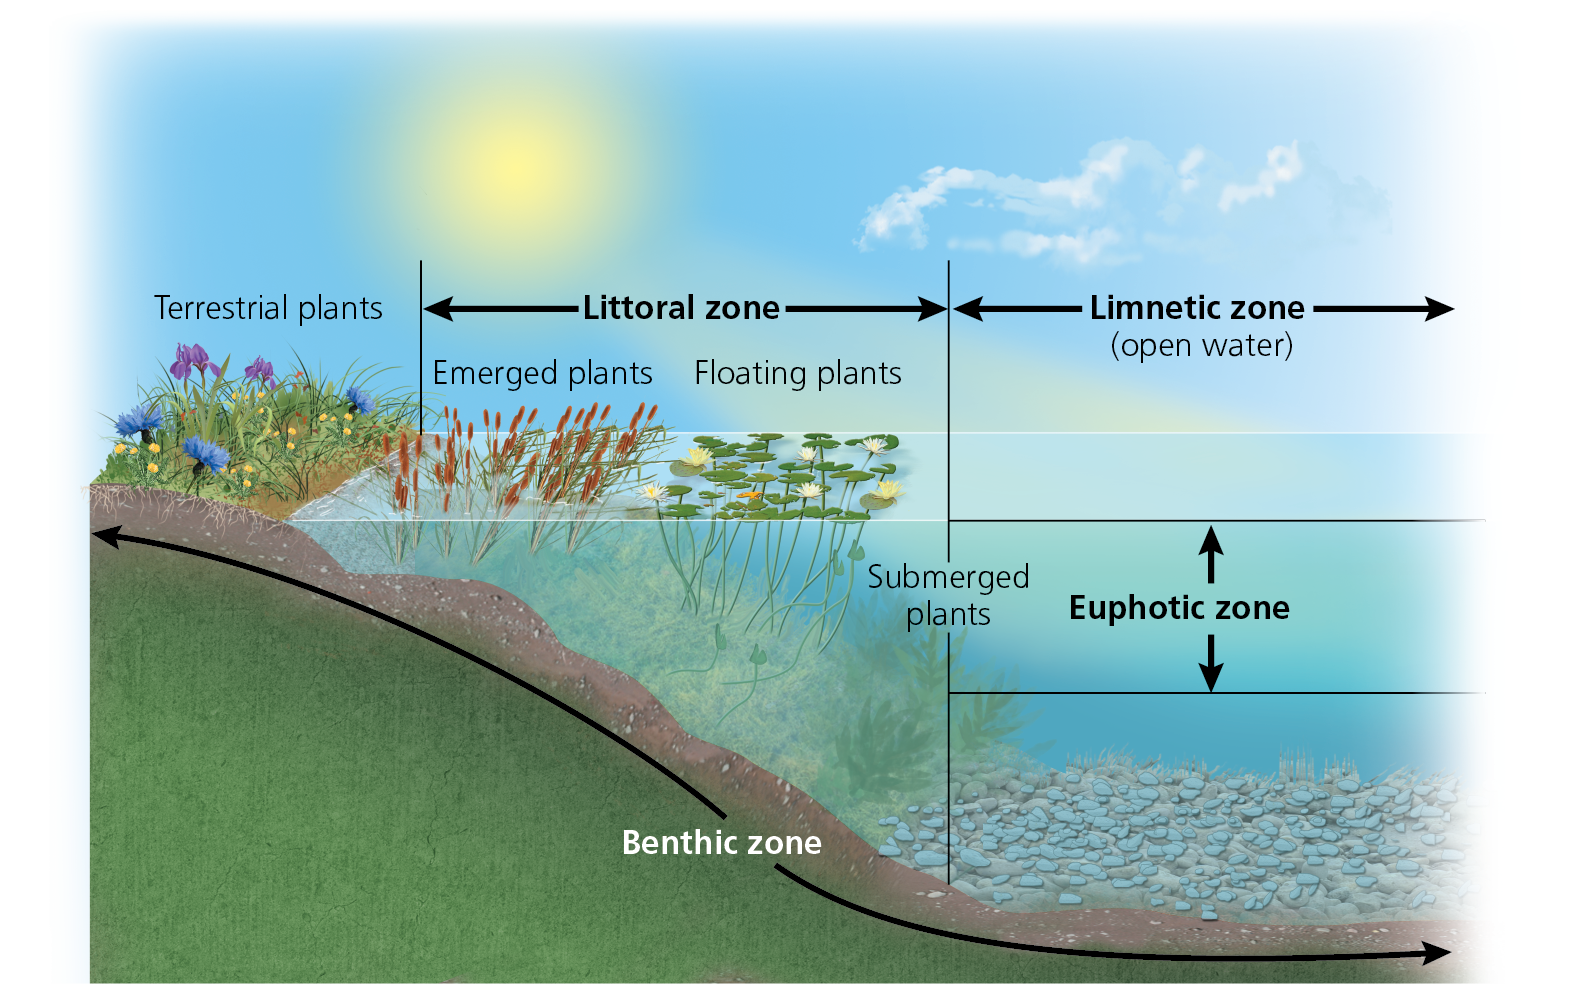 Terrestrial plants
Littoral zone
Limnetic zone
(open water)
Emerged plants
Floating plants
Submerged
plants
Euphotic zone
Benthic zone